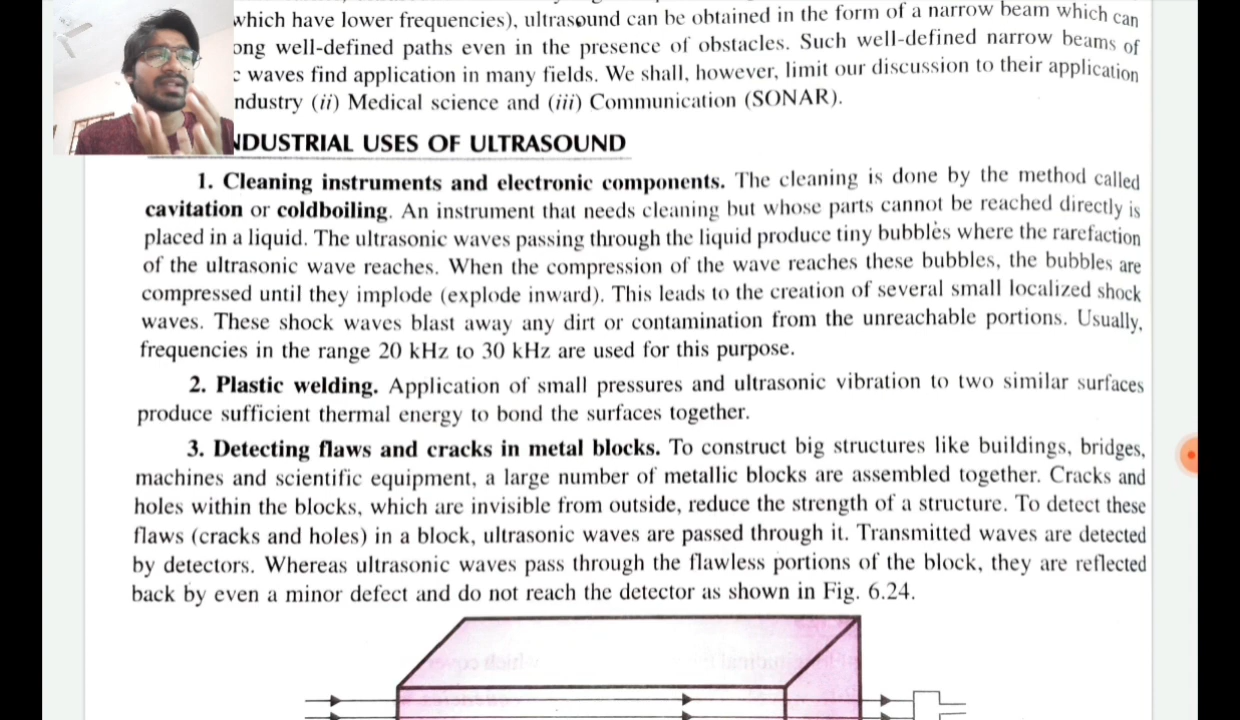 which have lower frequencies), ultrasound can be obtained in the form of a narrow beam which can
ong well-defined paths even in the presence of obstacles. Such well-defined narrow beams of
c waves find application in many fields. We shall, however, limit our discussion to their application
ndustry (ii) Medical science and (iii) Communication (SONAR).
NDUSTRIAL USES OF ULTRASOUND
1. Cleaning instruments and electronic components. The cleaning is done by the method called
cavitation or coldboiling. An instrument that needs cleaning but whose parts cannot be reached directly is
placed in a liquid. The ultrasonic waves passing through the liquid produce tiny bubbles where the rarefaction
of the ultrasonic wave reaches. When the compression of the wave reaches these bubbles, the bubbles are
compressed until they implode (explode inward). This leads to the creation of several small localized shock
waves. These shock waves blast away any dirt or contamination from the unreachable portions. Usually,
frequencies in the range 20 kHz to 30 kHz are used for this purpose.
2. Plastic welding. Application of small pressures and ultrasonic vibration to two similar surfaces
produce sufficient thermal energy to bond the surfaces together.
3. Detecting flaws and cracks in metal blocks. To construct big structures like buildings, bridges,
machines and scientific equipment, a large number of metallic blocks are assembled together. Cracks and
holes within the blocks, which are invisible from outside, reduce the strength of a structure. To detect these
flaws (cracks and holes) in a block, ultrasonic waves are passed through it. Transmitted waves are detected
by detectors. Whereas ultrasonic waves pass through the flawless portions of the block, they are reflected
back by even a minor defect and do not reach the detector as shown in Fig. 6.24.